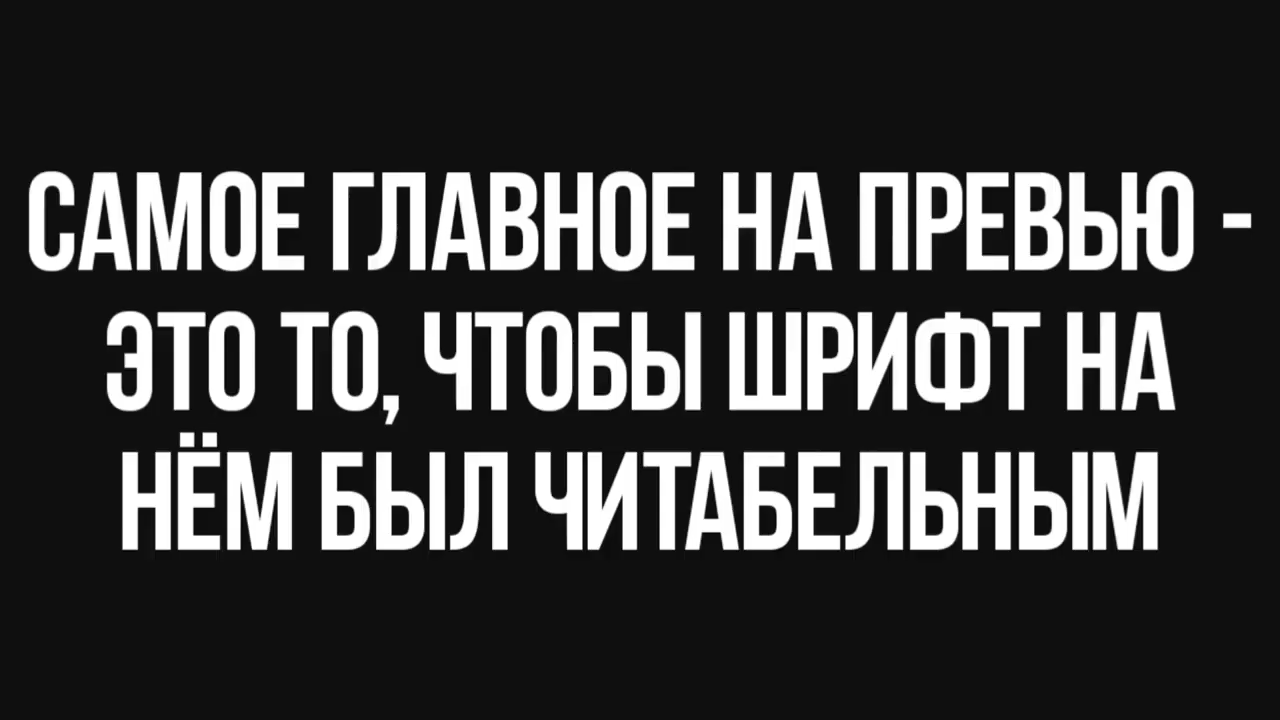 САМОЕ ГЛАВНОЕ НА ПРЕВЬЮ -
ЭТО ТО, ЧТОБЫ ШРИФТ НА
НЁМ БЫЛ ЧИТАБЕЛЬНЫМ